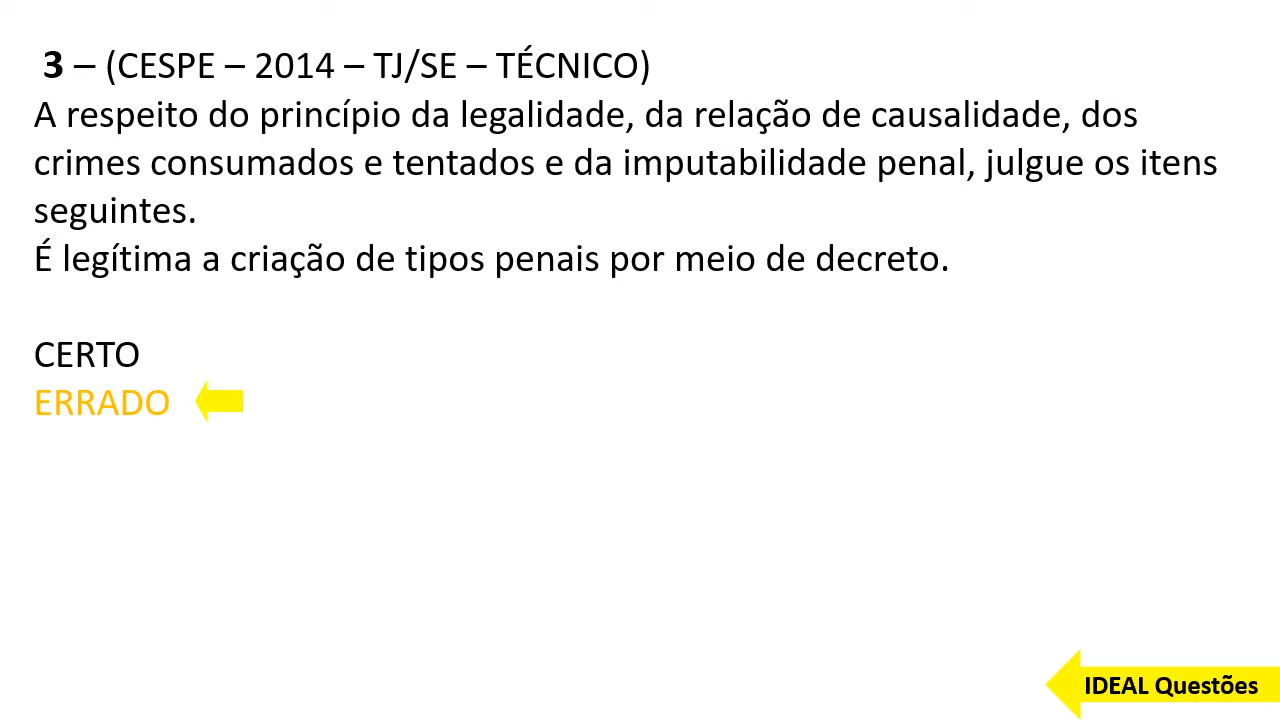 3 – (CESPE – 2014 – TJ/SE – TÉCNICO)
A respeito do princípio da legalidade, da relação de causalidade, dos
crimes consumados e tentados e da imputabilidade penal, julgue os itens
seguintes.
É legítima a criação de tipos penais por meio de decreto.
CERTO
ERRADO
IDEAL Questões